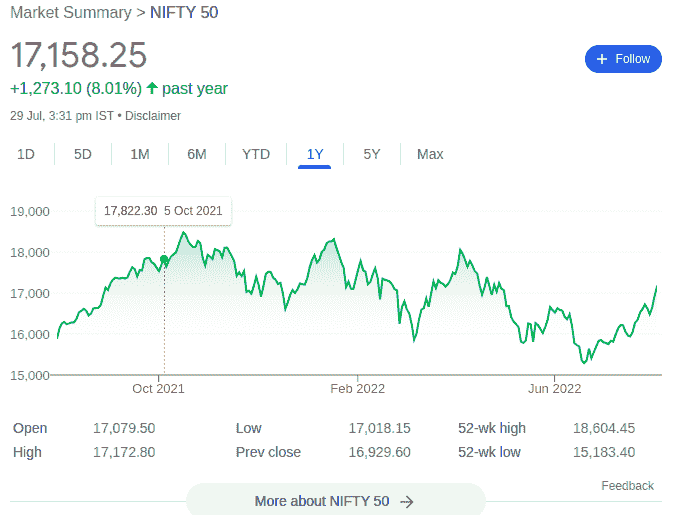 Market Summary > NIFTY 50
17,158.25
+ Follow
+1,273.10 (8.01%) ↑ past year
29 Jul, 3:31 pm IST • Disclaimer
1D 5D 1M 6M YTD 1Y 5Y Max
17,822.30 5 Oct 2021
19,000
18,000
17,000
16,000
15,000
Oct 2021 Feb 2022 Jun 2022
Open 17,079.50 Low 17,018.15 52-wk high 18,604.45
High 17,172.80 Prev close 16,929.60 52-wk low 15,183.40
Feedback
More about NIFTY 50 →